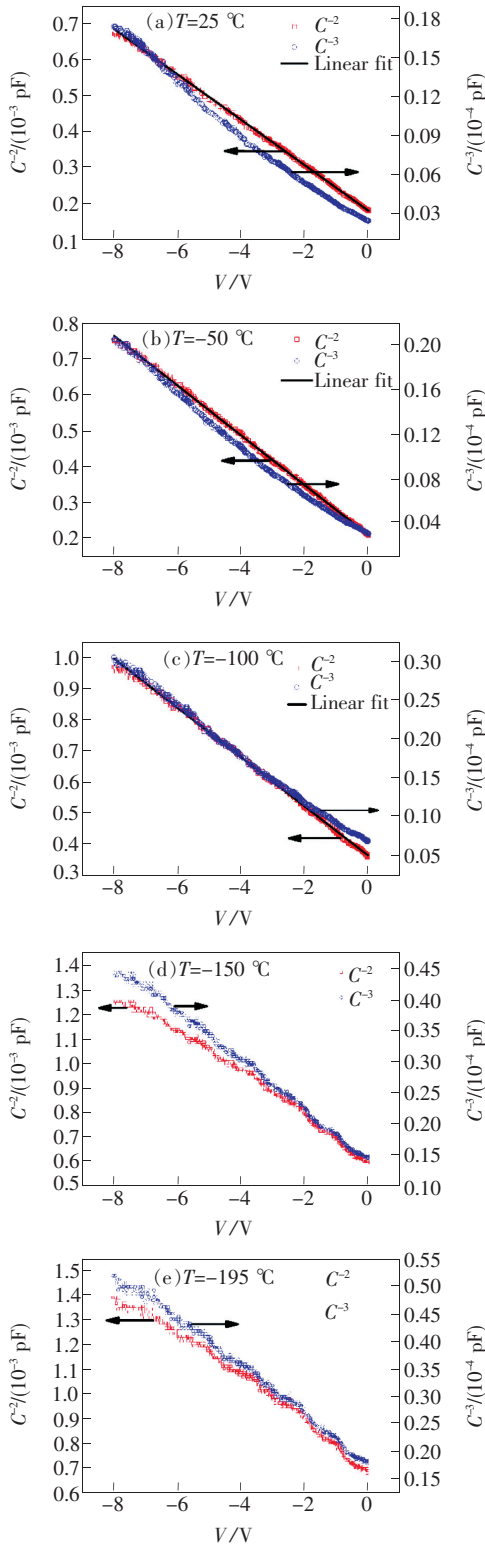 (a)T=25 ℃
C⁻²
C⁻³
Linear fit
0.7
0.6
0.5
0.4
0.3
0.2
0.1
C⁻²/(10⁻³ pF)
0.18
0.15
0.12
0.09
0.06
0.03
C⁻³/(10⁻⁴ pF)
−8 −6 −4 −2 0
V/V
(b)T=−50 ℃
C⁻²
C⁻³
Linear fit
0.8
0.7
0.6
0.5
0.4
0.3
0.2
C⁻²/(10⁻³ pF)
0.20
0.16
0.12
0.08
0.04
C⁻³/(10⁻⁴ pF)
−8 −6 −4 −2 0
V/V
(c)T=−100 ℃
C⁻²
C⁻³
Linear fit
1.0
0.9
0.8
0.7
0.6
0.5
0.4
0.3
C⁻²/(10⁻³ pF)
0.30
0.25
0.20
0.15
0.10
0.05
C⁻³/(10⁻⁴ pF)
−8 −6 −4 −2 0
V/V
(d)T=−150 ℃
C⁻²
C⁻³
1.4
1.3
1.2
1.1
1.0
0.9
0.8
0.7
0.6
0.5
C⁻²/(10⁻³ pF)
0.45
0.40
0.35
0.30
0.25
0.20
0.15
0.10
C⁻³/(10⁻⁴ pF)
−8 −6 −4 −2 0
V/V
(e)T=−195 ℃
C⁻²
C⁻³
1.5
1.4
1.3
1.2
1.1
1.0
0.9
0.8
0.7
0.6
C⁻²/(10⁻³ pF)
0.55
0.50
0.45
0.40
0.35
0.30
0.25
0.20
0.15
C⁻³/(10⁻⁴ pF)
−8 −6 −4 −2 0
V/V